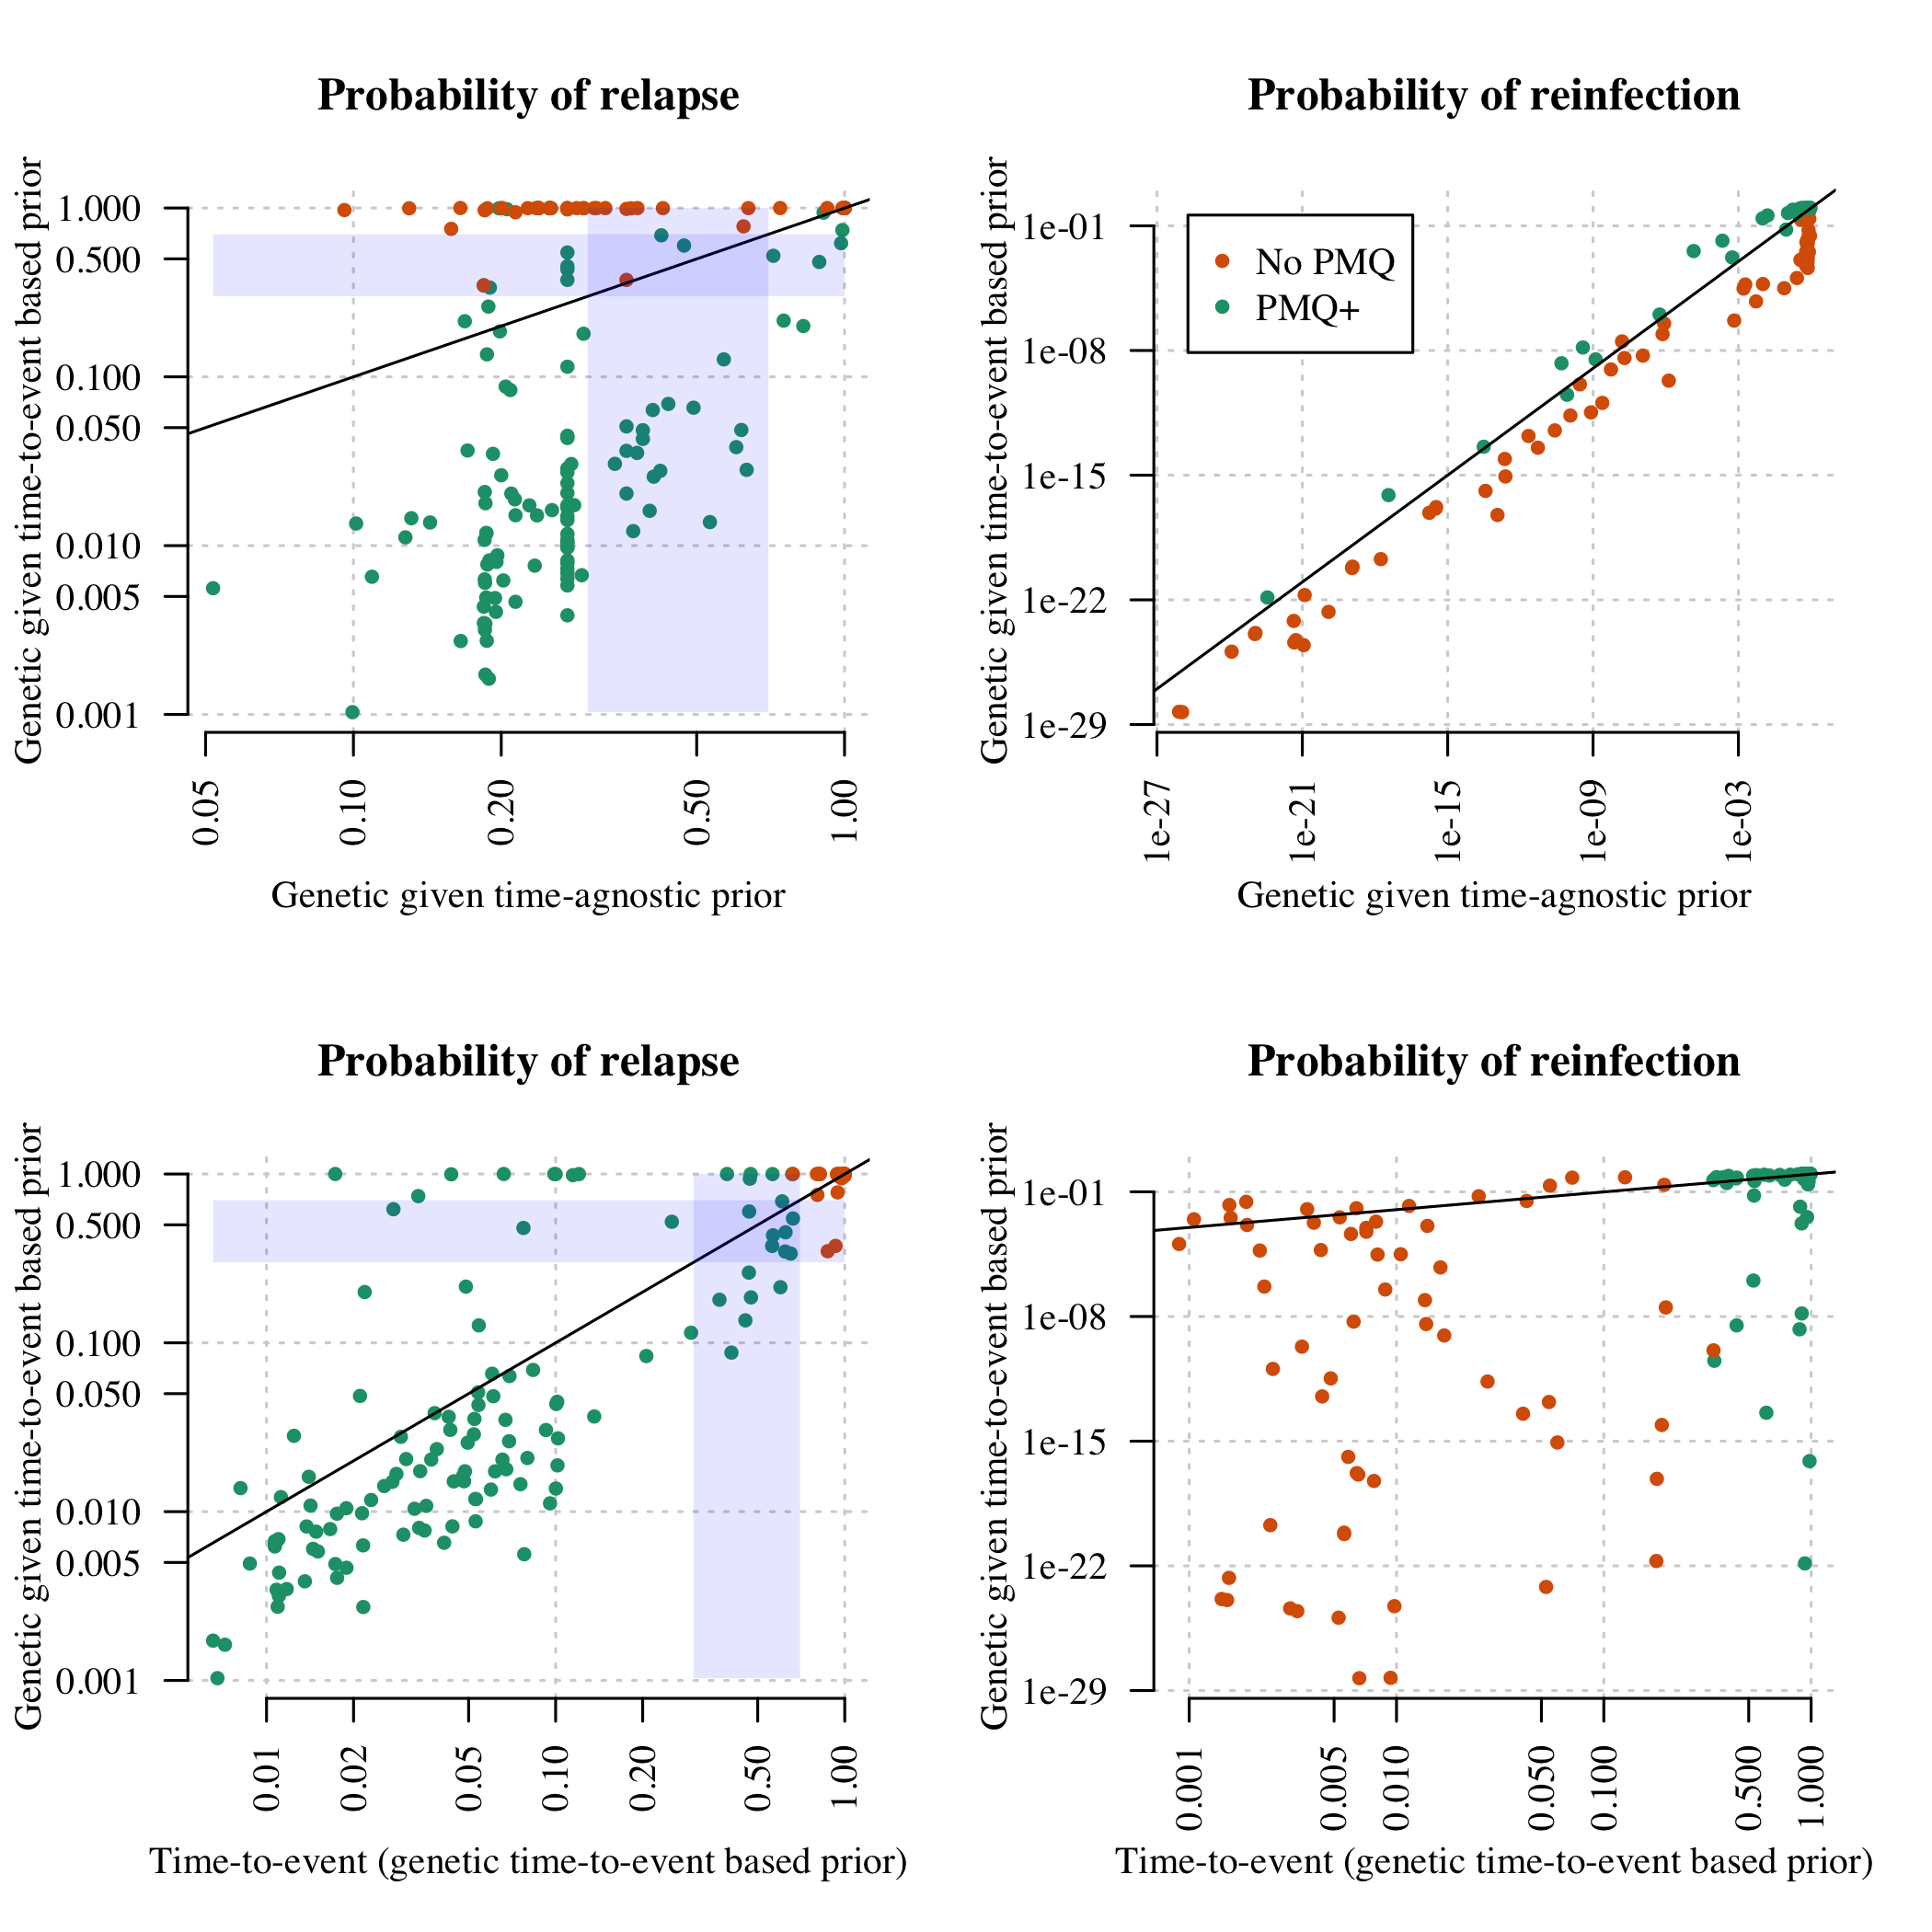 Probability of relapse
Genetic given time-to-event based prior
1.000
0.500
0.100
0.050
0.010
0.005
0.001
0.05
0.10
0.20
0.50
1.00
Genetic given time-agnostic prior
Probability of reinfection
Genetic given time-to-event based prior
1e-01
1e-08
1e-15
1e-22
1e-29
No PMQ
PMQ+
1e-27
1e-21
1e-15
1e-09
1e-03
Genetic given time-agnostic prior
Probability of relapse
Genetic given time-to-event based prior
1.000
0.500
0.100
0.050
0.010
0.005
0.001
0.01
0.02
0.05
0.10
0.20
0.50
1.00
Time-to-event (genetic time-to-event based prior)
Probability of reinfection
Genetic given time-to-event based prior
1e-01
1e-08
1e-15
1e-22
1e-29
0.001
0.005
0.010
0.050
0.100
0.500
1.000
Time-to-event (genetic time-to-event based prior)